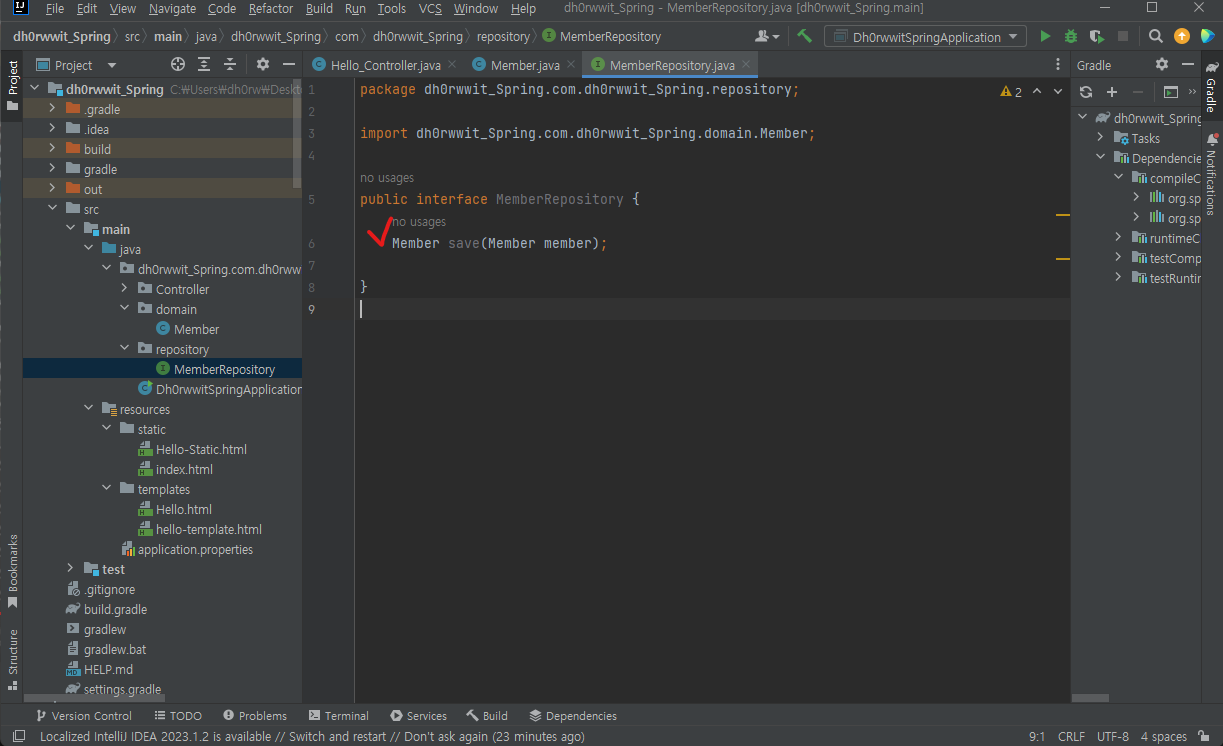 File Edit View Navigate Code Refactor Build Run Tools VCS Window Help dh0rwwit_Spring - MemberRepository.java [dh0rwwit_Spring.main]
dh0rwwit_Spring src main java dh0rwwit_Spring com dh0rwwit_Spring repository MemberRepository Dh0rwwitSpringApplication
Project
Project
Hello_Controller.java
Member.java
MemberRepository.java
Gradle
Gradle
Notifications
dh0rwwit_Spring C:₩Users₩dh0rw₩Deskto
.gradle
.idea
build
gradle
out
src
main
java
dh0rwwit_Spring.com.dh0rww
Controller
domain
Member
repository
MemberRepository
Dh0rwwitSpringApplication
resources
static
Hello-Static.html
index.html
templates
Hello.html
hello-template.html
application.properties
test
.gitignore
build.gradle
gradlew
gradlew.bat
HELP.md
settings.gradle
Bookmarks
Structure
1 package dh0rwwit_Spring.com.dh0rwwit_Spring.repository;
2
3 import dh0rwwit_Spring.com.dh0rwwit_Spring.domain.Member;
4
no usages
5 public interface MemberRepository {
no usages
6 Member save(Member member);
7
8 }
9
2
dh0rwwit_Spring
Tasks
Dependencie
compileC
org.sp
org.sp
runtimeC
testComp
testRuntin
Version Control TODO Problems Terminal Services Build Dependencies
Localized IntelliJ IDEA 2023.1.2 is available // Switch and restart // Don't ask again (23 minutes ago) 9:1 CRLF UTF-8 4 spaces